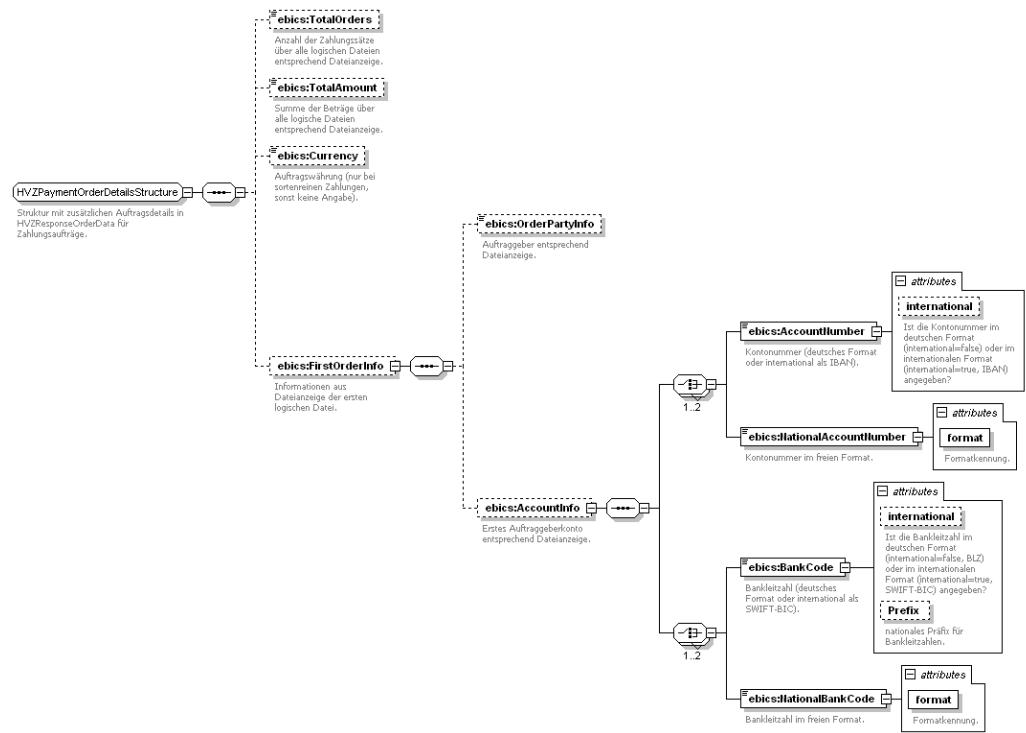 ebics:TotalOrders
Anzahl der Zahlungssätze
über alle logischen Dateien
entsprechend Dateianzeige.
ebics:TotalAmount
Summe der Beträge über
alle logische Dateien
entsprechend Dateianzeige.
ebics:Currency
Auftragswährung (nur bei
sortenreinen Zahlungen,
sonst keine Angabe).
HVZPaymentOrderDetailsStructure
Struktur mit zusätzlichen Auftragsdetails in
HVZResponseOrderData für
Zahlungsaufträge.
ebics:OrderPartyInfo
Auftraggeber entsprechend
Dateianzeige.
ebics:FirstOrderInfo
Informationen aus
Dateianzeige der ersten
logischen Datei.
attributes
international
Ist die Kontonummer im
deutschen Format
(international=false) oder im
internationalen Format
(international=true, IBAN)
angegeben?
ebics:AccountNumber
Kontonummer (deutsches Format
oder international als IBAN).
1..2
attributes
format
Formatkennung.
ebics:NationalAccountNumber
Kontonummer im freien Format.
ebics:AccountInfo
Erstes Auftraggeberkonto
entsprechend Dateianzeige.
attributes
international
Ist die Bankleitzahl im
deutschen Format
(international=false, BLZ)
oder im internationalen
Format (international=true,
SWIFT-BIC) angegeben?
Prefix
nationales Präfix für
Bankleitzahlen.
ebics:BankCode
Bankleitzahl (deutsches
Format oder international als
SWIFT-BIC).
1..2
attributes
format
Formatkennung.
ebics:NationalBankCode
Bankleitzahl im freien Format.